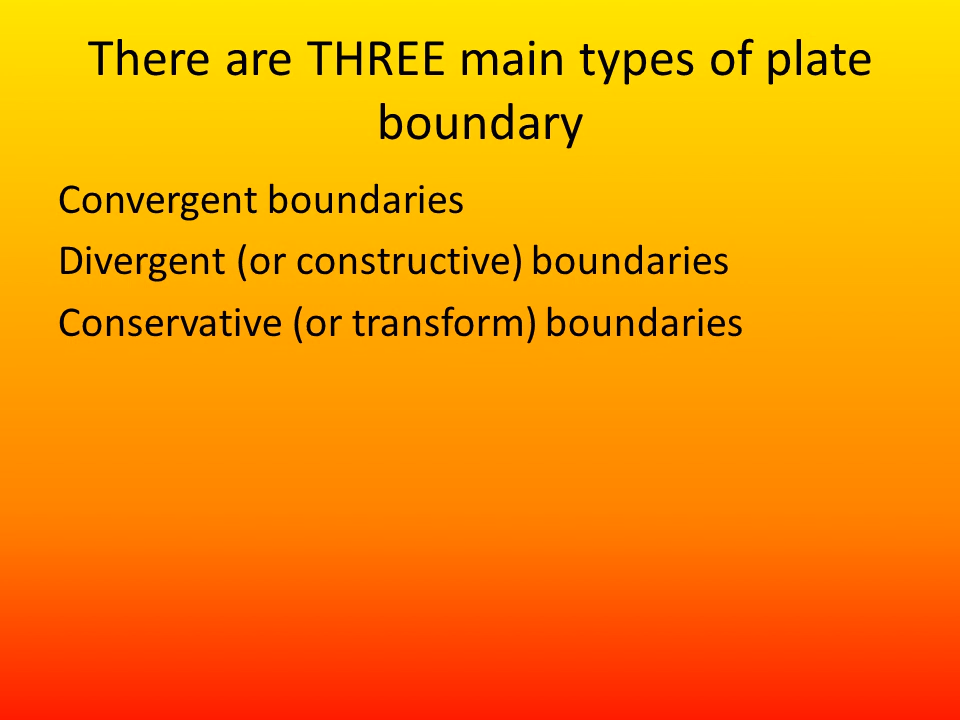 There are THREE main types of plate
boundary
Convergent boundaries
Divergent (or constructive) boundaries
Conservative (or transform) boundaries